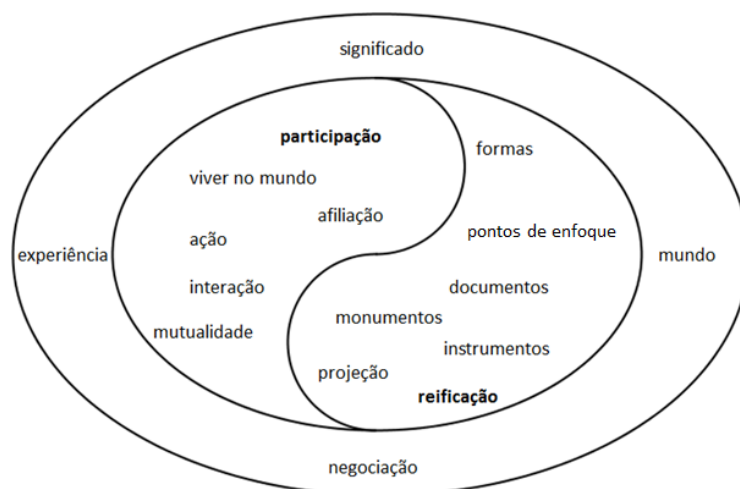 significado
participação
formas
viver no mundo
afiliação
ação
pontos de enfoque
experiência
mundo
interação
documentos
monumentos
mutualidade
instrumentos
projeção
reificação
negociação